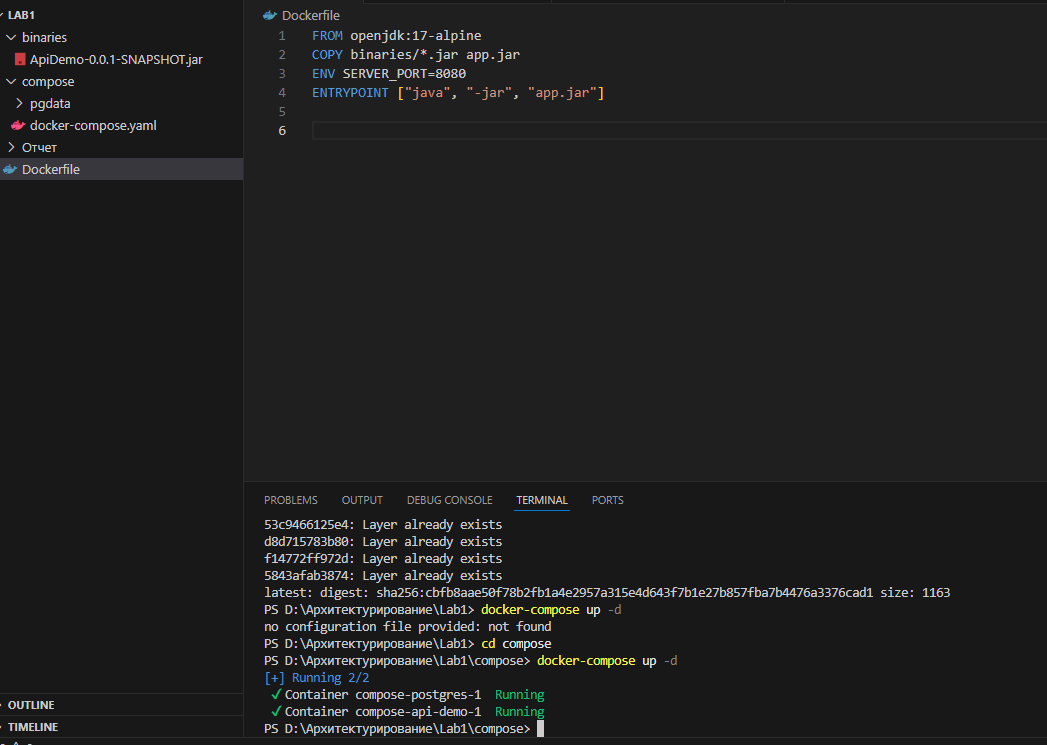 LAB1
binaries
ApiDemo-0.0.1-SNAPSHOT.jar
compose
pgdata
docker-compose.yaml
Отчет
Dockerfile
OUTLINE
TIMELINE
Dockerfile
1 FROM openjdk:17-alpine
2 COPY binaries/*.jar app.jar
3 ENV SERVER_PORT=8080
4 ENTRYPOINT ["java", "-jar", "app.jar"]
5
6
PROBLEMS OUTPUT DEBUG CONSOLE TERMINAL PORTS
53c9466125e4: Layer already exists
d8d715783b80: Layer already exists
f14772ff972d: Layer already exists
5843afab3874: Layer already exists
latest: digest: sha256:cbfb8aae50f78b2fb1a4e2957a315e4d643f7b1e27b857fba7b4476a3376cad1 size: 1163
PS D:\Архитектурирование\Lab1> docker-compose up -d
no configuration file provided: not found
PS D:\Архитектурирование\Lab1> cd compose
PS D:\Архитектурирование\Lab1\compose> docker-compose up -d
[+] Running 2/2
✓ Container compose-postgres-1 Running
✓ Container compose-api-demo-1 Running
PS D:\Архитектурирование\Lab1\compose>